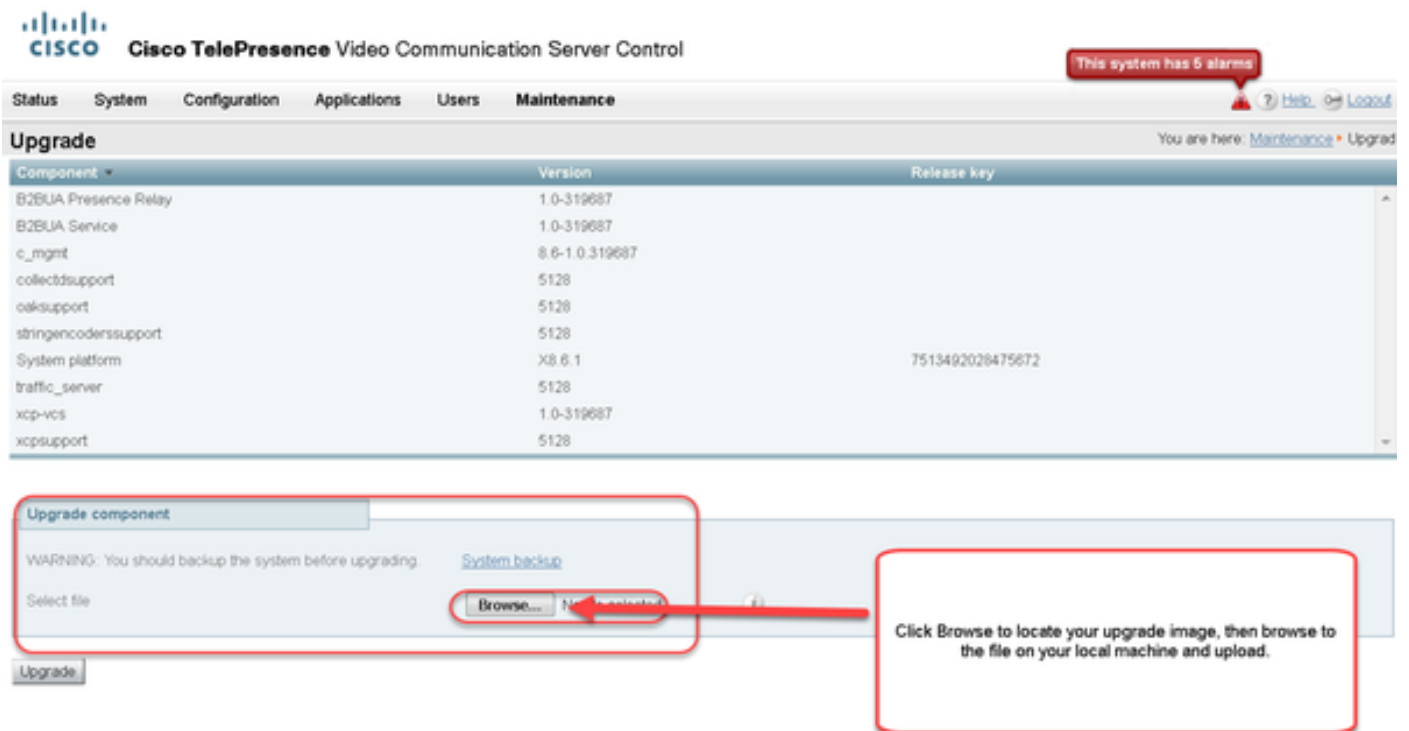 CISCO
Cisco TelePresence Video Communication Server Control
This system has 5 alarms
Status System Configuration Applications Users Maintenance
? Help Logout
Upgrade
You are here: Maintenance Upgrad
Component Version Release key
B2BUA Presence Relay 1.0-319687
B2BUA Service 1.0-319687
c_mgmt 8.6-1.0.319687
collectdsupport 5128
oaksupport 5128
stringencoderssupport 5128
System platform X8.6.1 7513492028475672
traffic_server 5128
xcp-vcs 1.0-319687
xcpsupport 5128
Upgrade component
WARNING: You should backup the system before upgrading. System backup
Select file Browse... selected
Click Browse to locate your upgrade image, then browse to
the file on your local machine and upload.
Upgrade